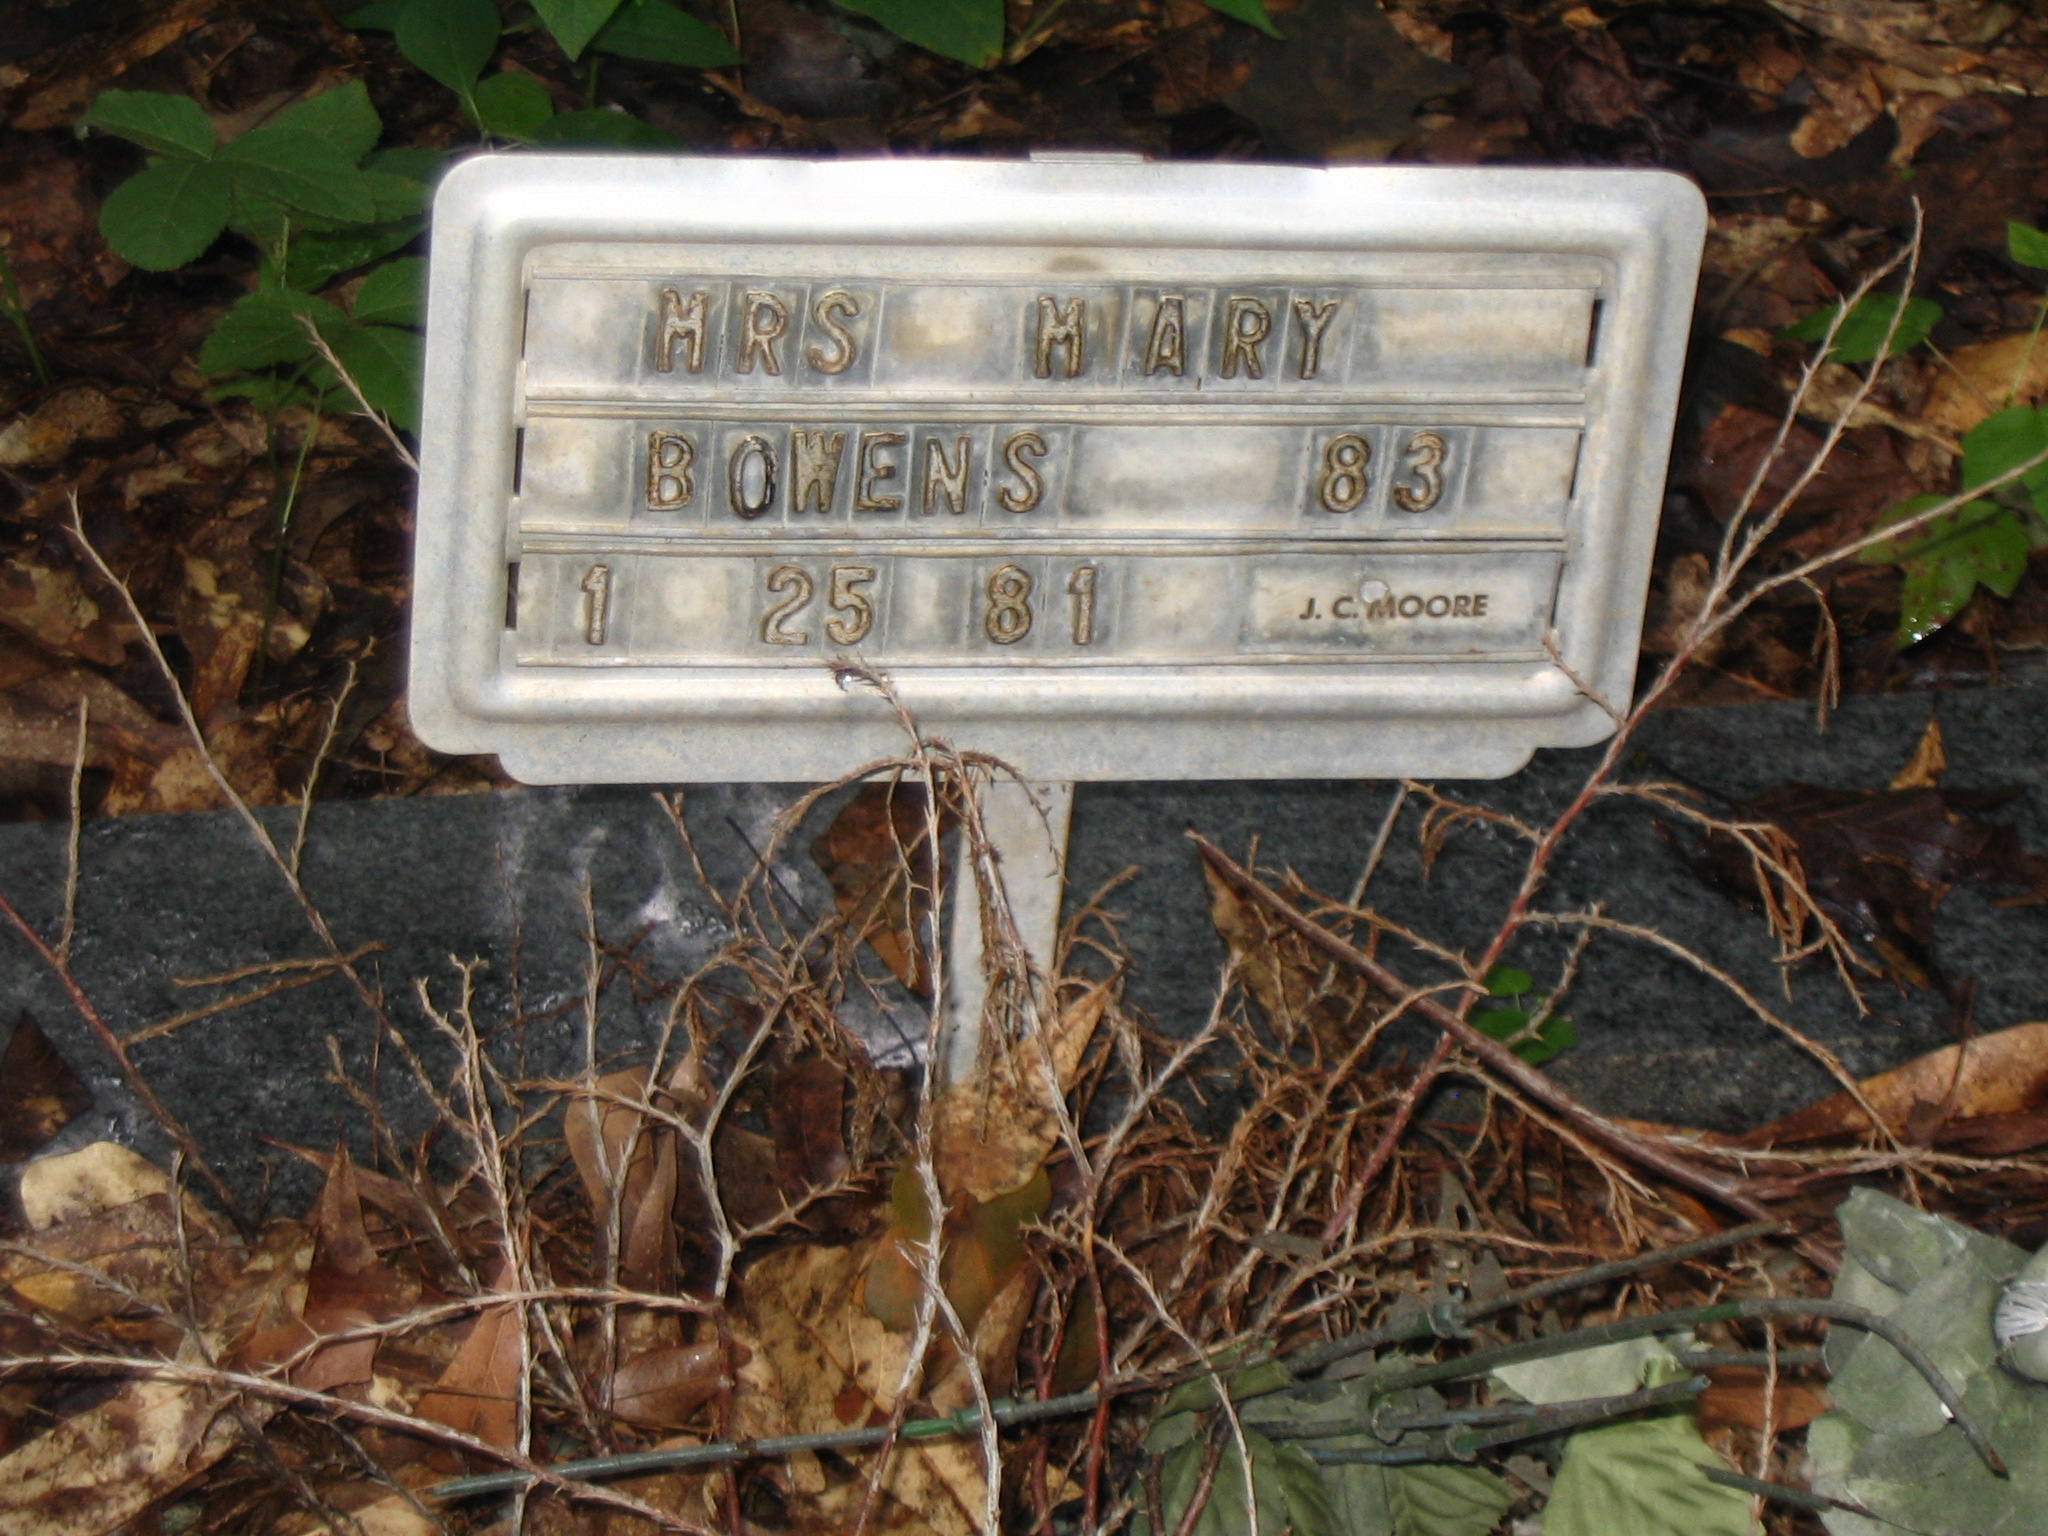 MRS MARY
BOWENS 83
1 25 81 J. C. MOORE